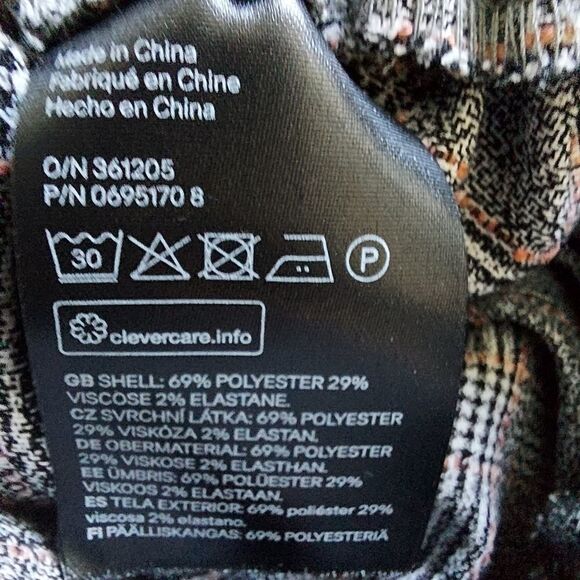 Made in China
Fabriqué en Chine
Hecho en China
O/N 361205
P/N 0695170 8
30 P
clevercare.info
GB SHELL: 69% POLYESTER 29%
VISCOSE 2% ELASTANE.
CZ SVRCHNÍ LÁTKA: 69% POLYESTER
29% VISKÓZA 2% ELASTAN.
DE OBERMATERIAL: 69% POLYESTER
29% VISKOSE 2% ELASTHAN.
EE ÜMBRIS: 69% POLÜESTER 29%
VISKOOS 2% ELASTAAN.
ES TELA EXTERIOR: 69% poliéster 29%
viscosa 2% elastano.
FI PÄÄLLISKANGAS: 69% POLYESTERIÄ